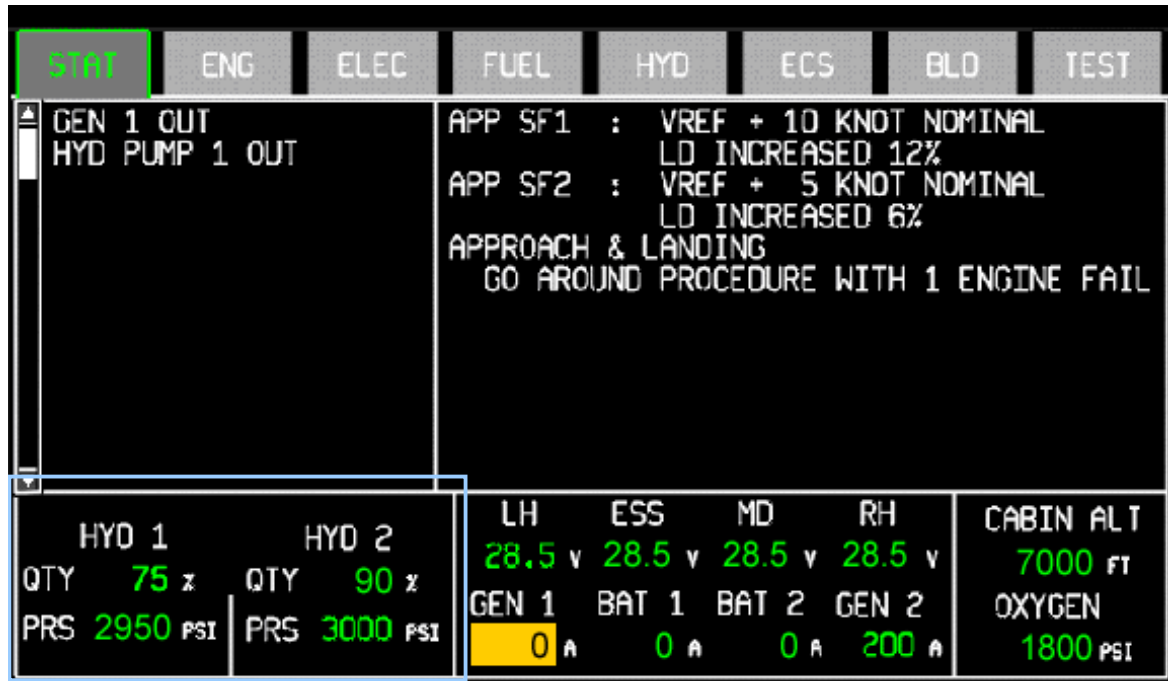 STAT ENG ELEC FUEL HYD ECS BLD TEST
GEN 1 OUT
HYD PUMP 1 OUT
APP SF1 : VREF + 10 KNOT NOMINAL
LD INCREASED 12%
APP SF2 : VREF + 5 KNOT NOMINAL
LD INCREASED 6%
APPROACH & LANDING
GO AROUND PROCEDURE WITH 1 ENGINE FAIL
HYD 1 HYD 2
QTY 75 % QTY 90 %
PRS 2950 PSI PRS 3000 PSI
LH ESS MD RH
28.5 V 28.5 V 28.5 V 28.5 V
GEN 1 BAT 1 BAT 2 GEN 2
0 A 0 A 0 A 200 A
CABIN ALT
7000 FT
OXYGEN
1800 PSI